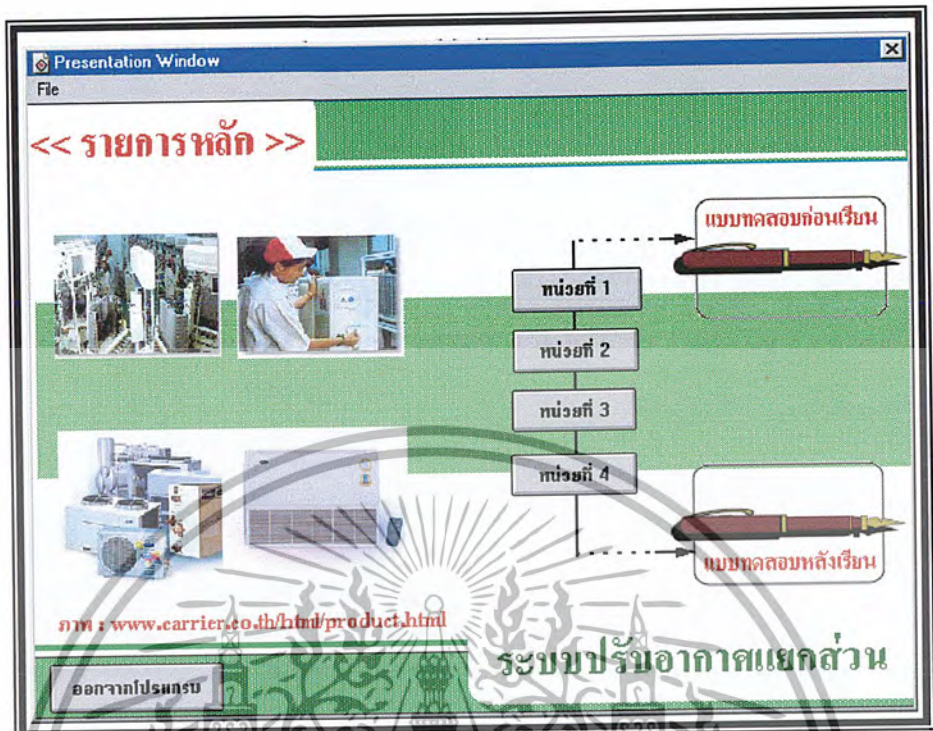 Presentation Window
File
<< รายการหลัก >>
แบบทดสอบก่อนเรียน
หน่วยที่ 1
หน่วยที่ 2
หน่วยที่ 3
หน่วยที่ 4
แบบทดสอบหลังเรียน
ภาพ : www.carrier.co.th/html/product.html
ระบบปรับอากาศแยกส่วน
ออกจากโปรแกรม